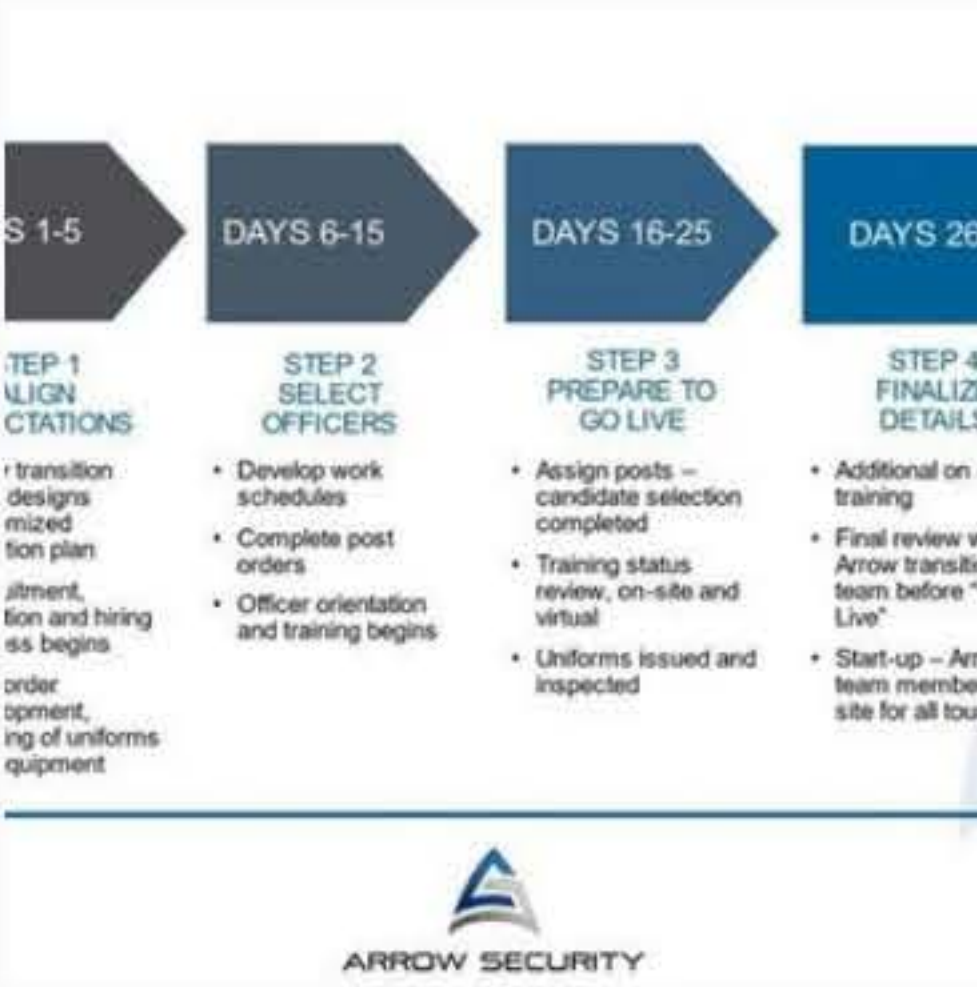 S 1-5
TEP 1
ALIGN
CTATIONS
transition
designs
mized
tion plan
uitment,
tion and hiring
ss begins
order
opment,
ing of uniforms
quipment
DAYS 6-15
STEP 2
SELECT
OFFICERS
• Develop work
schedules
• Complete post
orders
• Officer orientation
and training begins
DAYS 16-25
STEP 3
PREPARE TO
GO LIVE
• Assign posts –
candidate selection
completed
• Training status
review, on-site and
virtual
• Uniforms issued and
inspected
DAYS 26
STEP 4
FINALIZ
DETAILS
• Additional on
training
• Final review w
Arrow transiti
team before "
Live"
• Start-up – Arr
team membe
site for all tou
ARROW SECURITY